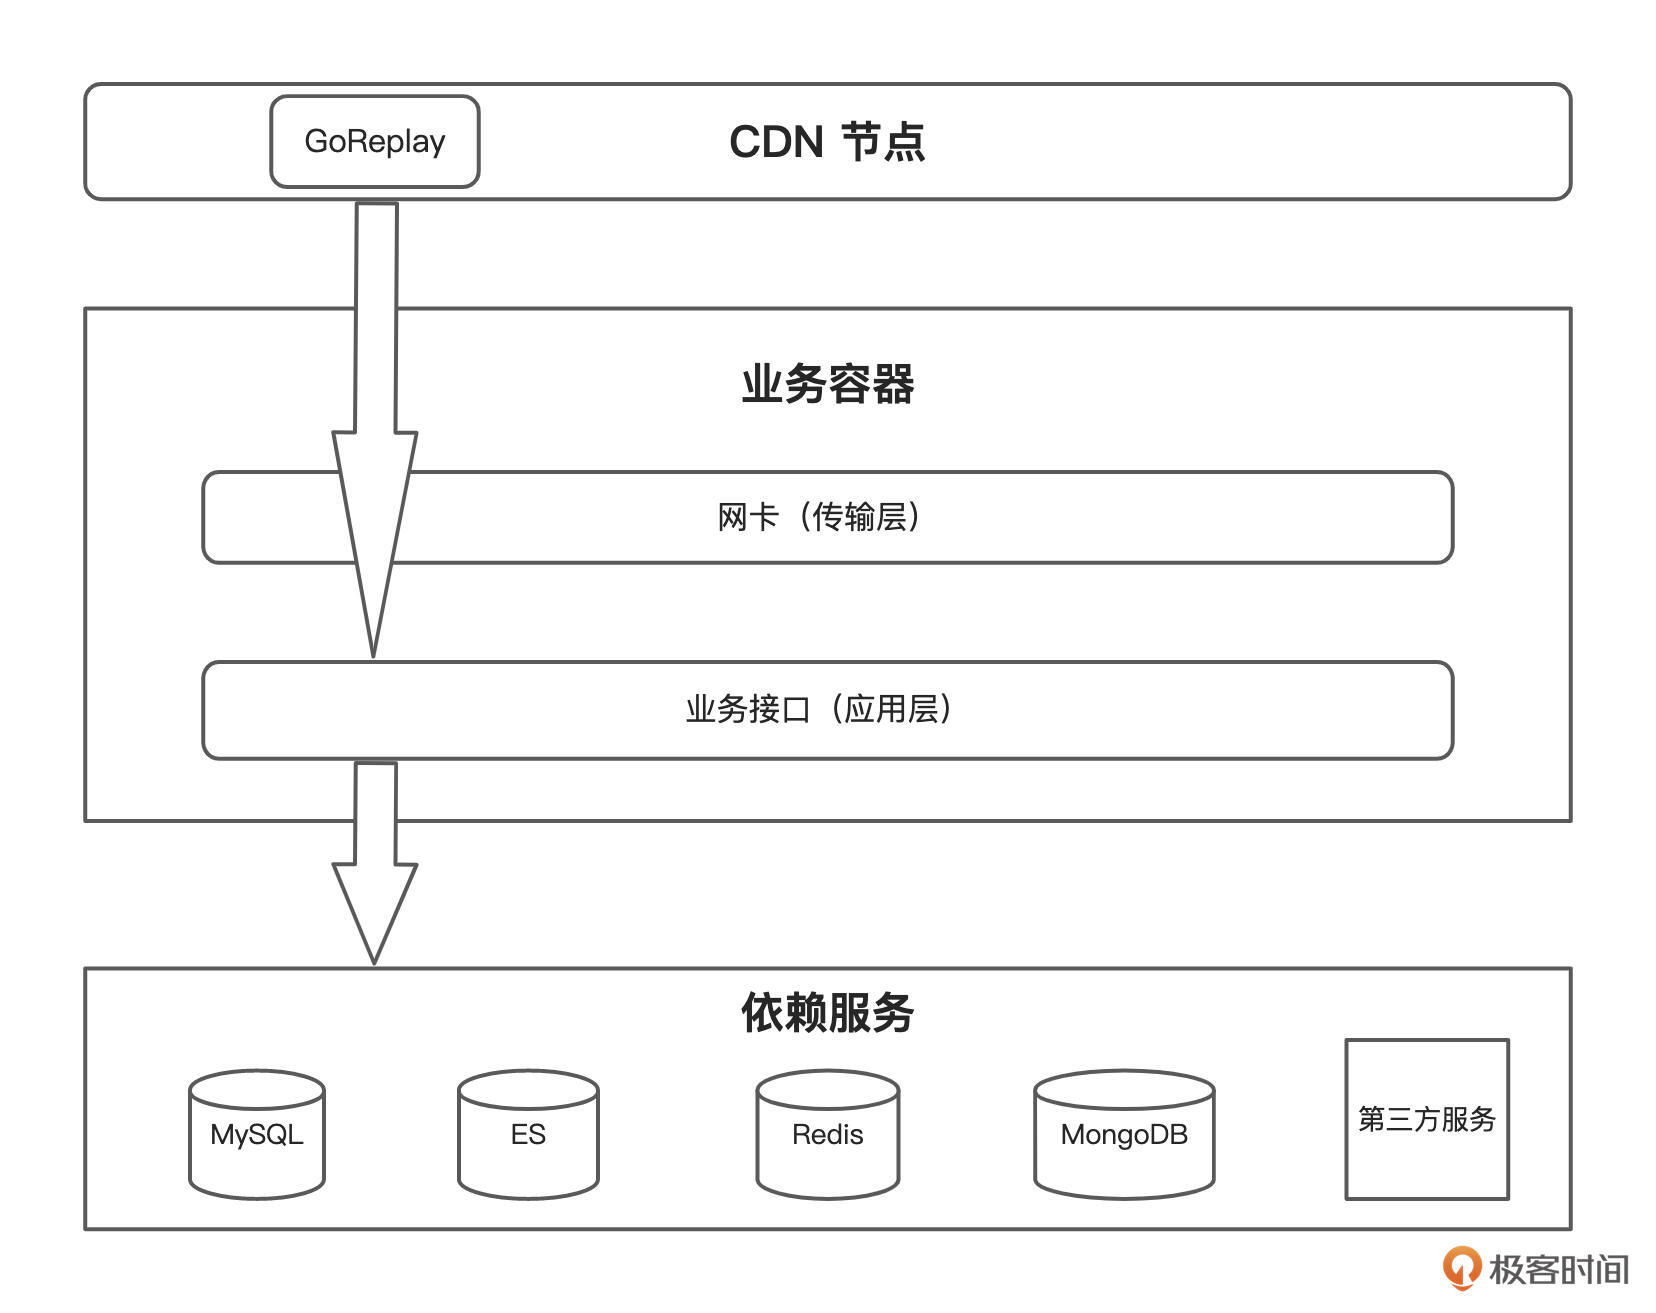 GoReplay
CDN 节点
业务容器
网卡（传输层）
业务接口（应用层）
依赖服务
MySQL
ES
Redis
MongoDB
第三方服务
极客时间